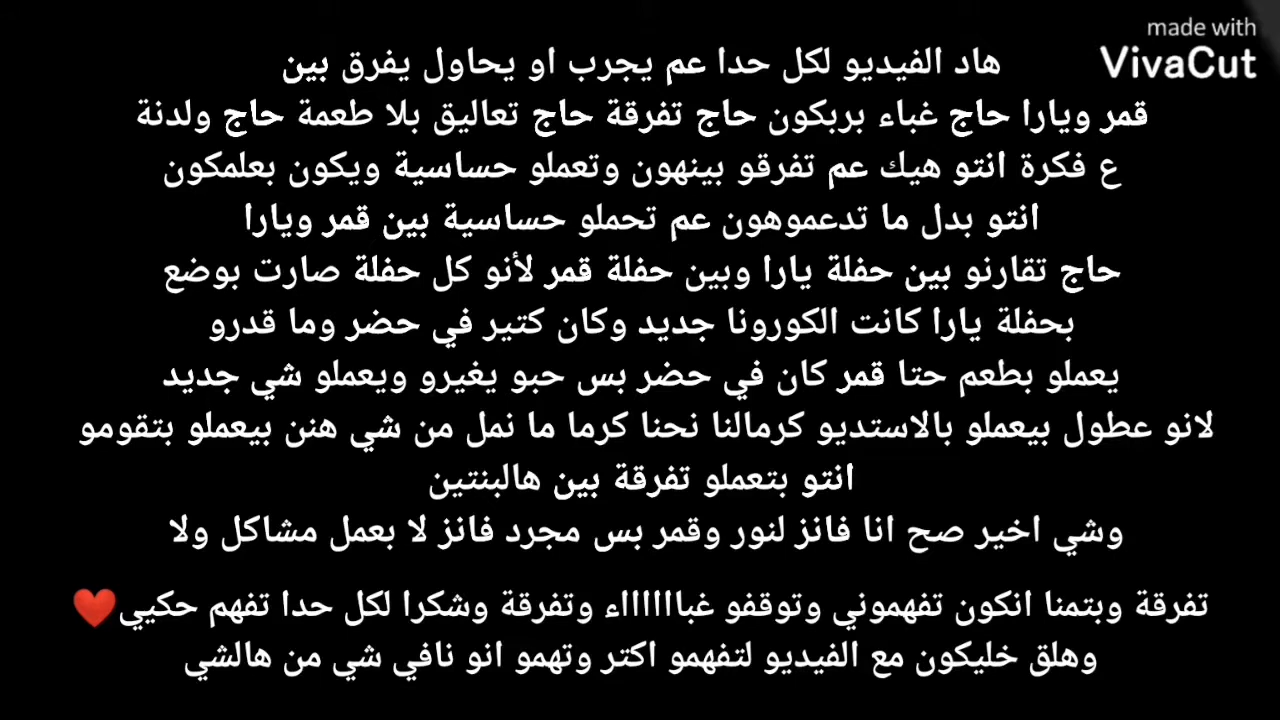 made with
VivaCut
هاد الفيديو لكل حدا عم يجرب او يحاول يفرق بين
قمر ويارا حاج غباء بربكون حاج تفرقة حاج تعاليق بلا طعمة حاج ولدنة
ع فكرة انتو هيك عم تفرقو بينهون وتعملو حساسية ويكون بعلمكون
انتو بدل ما تدعموهون عم تحملو حساسية بين قمر ويارا
حاج تقارنو بين حفلة يارا وبين حفلة قمر لأنو كل حفلة صارت بوضع
بحفلة يارا كانت الكورونا جديد وكان كتير في حضر وما قدرو
يعملو بطعم حتا قمر كان في حضر بس حبو يغيرو ويعملو شي جديد
لانو عطول بيعملو بالاستديو كرمالنا نحنا كرما ما نمل من شي هنن بيعملو بتقومو
انتو بتعملو تفرقة بين هالبنتين
وشي اخير صح انا فانز لنور وقمر بس مجرد فانز لا بعمل مشاكل ولا
تفرقة وبتمنا انكون تفهموني وتوقفو غباااااااء وتفرقة وشكرا لكل حدا تفهم حكيي❤️
وهلق خليكون مع الفيديو لتفهمو اكتر وتهمو انو نافي شي من هالشي